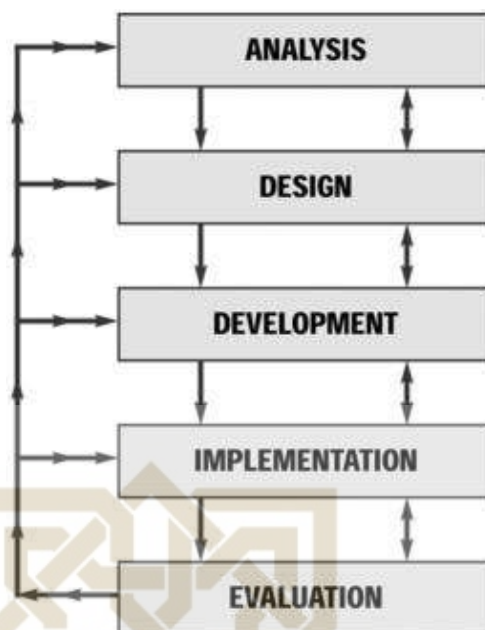 ANALYSIS
DESIGN
DEVELOPMENT
IMPLEMENTATION
EVALUATION